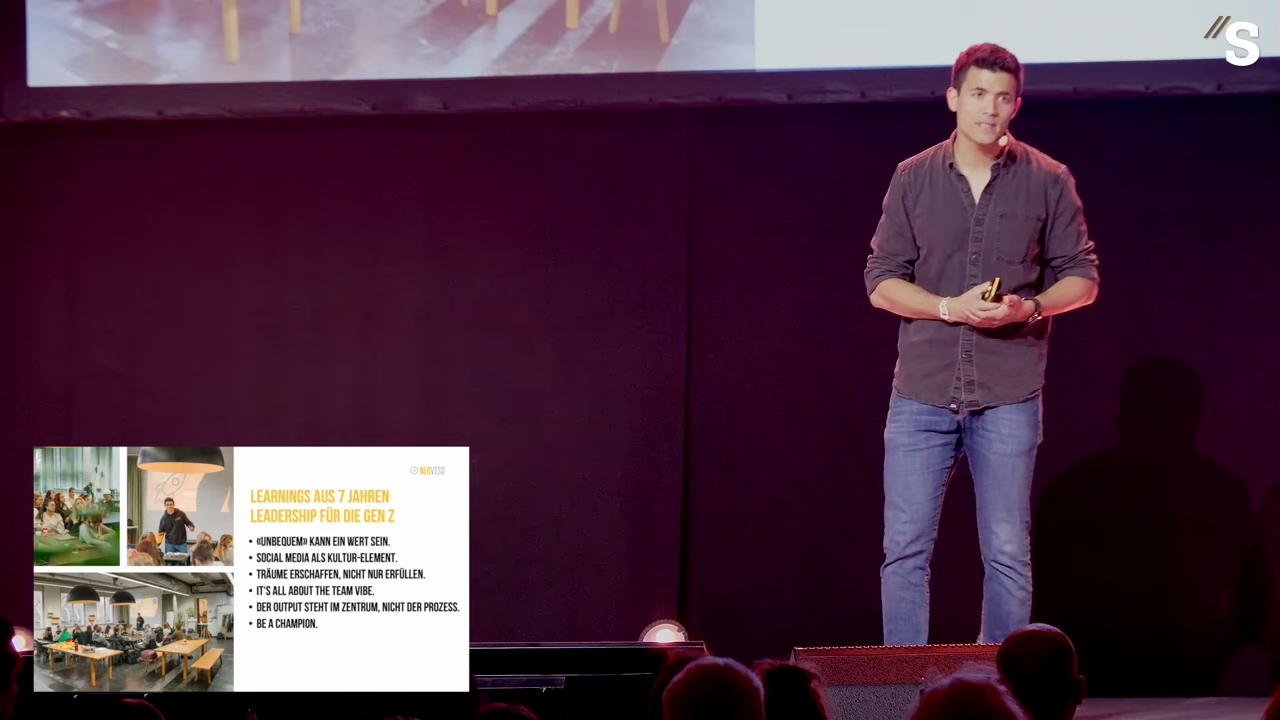 S
NEOVISO
LEARNINGS AUS 7 JAHREN
LEADERSHIP FÜR DIE GEN Z
• «UNBEQUEM» KANN EIN WERT SEIN.
• SOCIAL MEDIA ALS KULTUR-ELEMENT.
• TRÄUME ERSCHAFFEN, NICHT NUR ERFÜLLEN.
• IT'S ALL ABOUT THE TEAM VIBE.
• DER OUTPUT STEHT IM ZENTRUM, NICHT DER PROZESS.
• BE A CHAMPION.